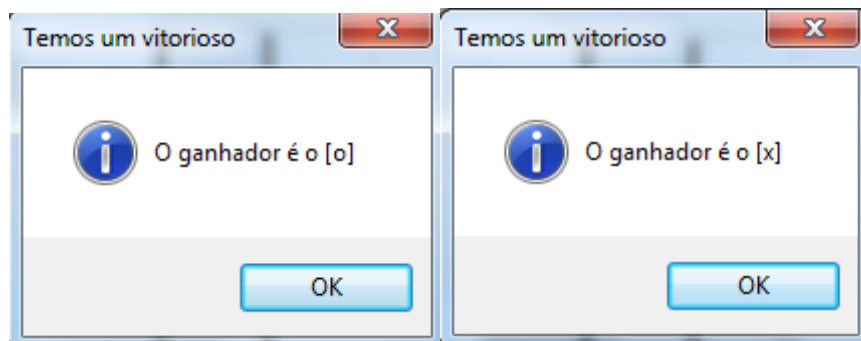 Temos um vitorioso
O ganhador é o [o]
OK
Temos um vitorioso
O ganhador é o [x]
OK